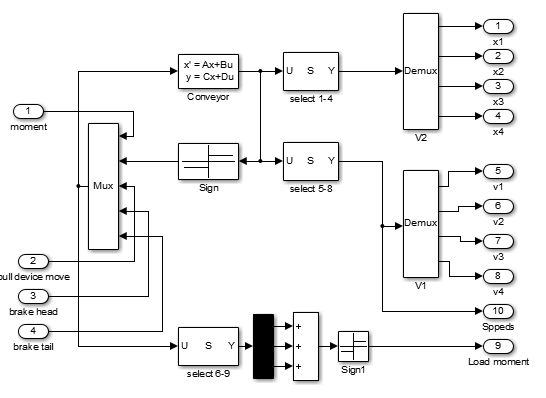 x' = Ax+Bu
y = Cx+Du
Conveyor
U S Y
select 1-4
Demux
V2
1
x1
2
x2
3
x3
4
x4
1
moment
Mux
Sign
U S Y
select 5-8
Demux
V1
5
v1
6
v2
7
v3
8
v4
2
pull device move
3
brake head
4
brake tail
10
Sppeds
U S Y
select 6-9
+
+
+
Sign1
9
Load moment